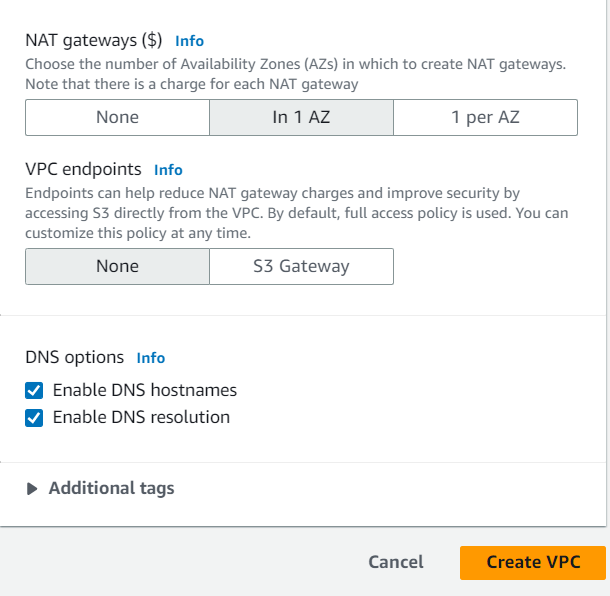 NAT gateways ($) Info
Choose the number of Availability Zones (AZs) in which to create NAT gateways.
Note that there is a charge for each NAT gateway
None In 1 AZ 1 per AZ
VPC endpoints Info
Endpoints can help reduce NAT gateway charges and improve security by
accessing S3 directly from the VPC. By default, full access policy is used. You can
customize this policy at any time.
None S3 Gateway
DNS options Info
Enable DNS hostnames
Enable DNS resolution
Additional tags
Cancel Create VPC